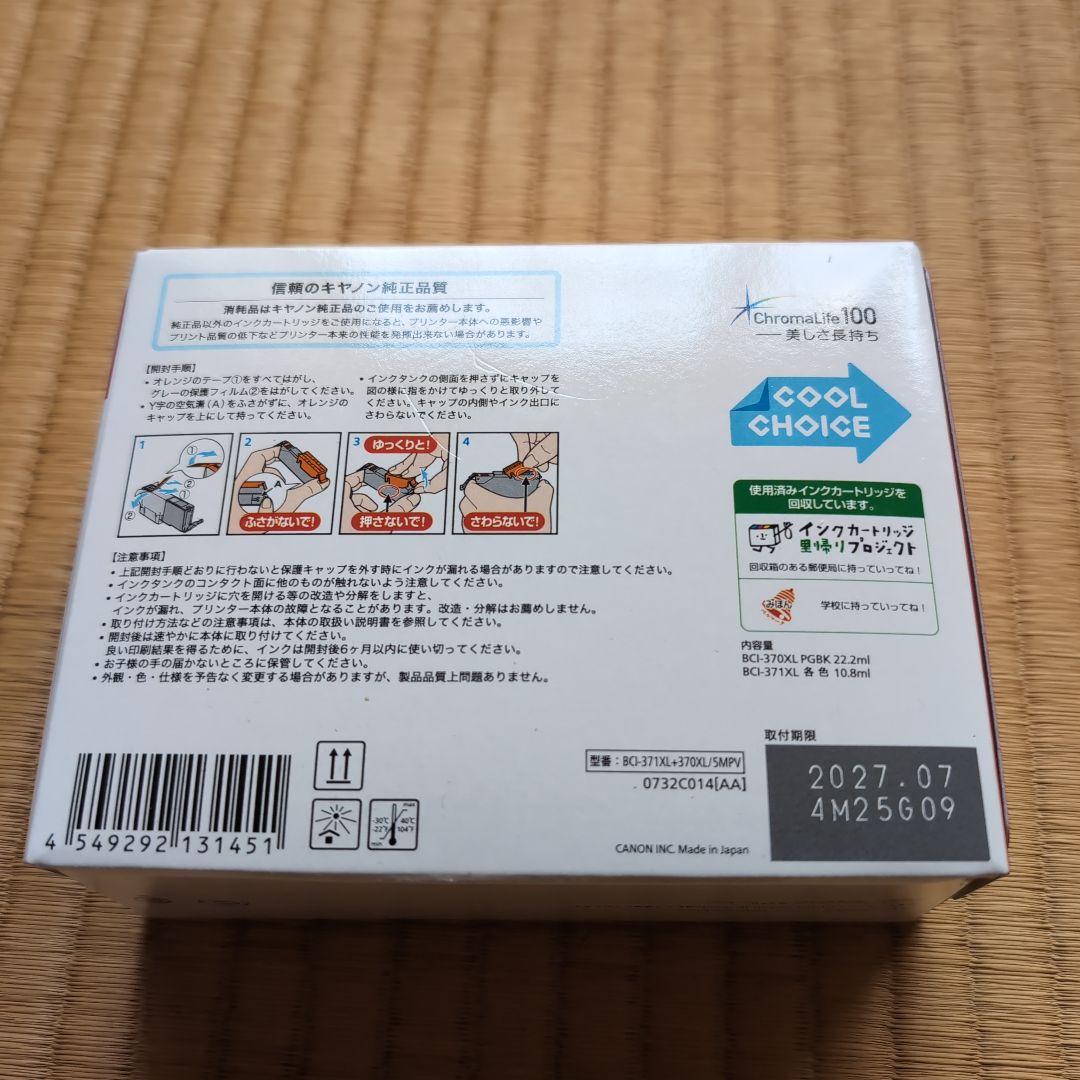 信頼のキヤノン純正品質
消耗品はキヤノン純正品のご使用をお薦めします。
純正品以外のインクカートリッジをご使用になると、プリンター本体への悪影響や
プリント品質の低下などプリンター本来の性能を発揮出来ない場合があります。
ChromaLife100
美しさ長持ち
【開封手順】
・オレンジのテープ①をすべてはがし、
グレーの保護フィルム②をはがしてください。
・Y字の空気溝(A)をふさがずに、オレンジの
キャップを上にして持ってください。
・インクタンクの側面を押さずにキャップを
図の様に指をかけてゆっくりと取り外して
ください。キャップの内側やインク出口に
さわらないでください。
COOL
CHOICE
1
①
②
①
②
2
A
ふさがないで!
3
ゆっくりと!
押さないで!
4
さわらないで!
使用済みインクカートリッジを
回収しています。
インクカートリッジ
里帰りプロジェクト
回収箱のある郵便局に持っていってね!
みほん
学校に持っていってね!
【注意事項】
・上記開封手順どおりに行わないと保護キャップを外す時にインクが漏れる場合がありますので注意してください。
・インクタンクのコンタクト面に他のものが触れないよう注意してください。
・インクカートリッジに穴を開ける等の改造や分解をしますと、
インクが漏れ、プリンター本体の故障となることがあります。改造・分解はお薦めしません。
・取り付け方法などの注意事項は、本体の取扱い説明書を参照してください。
・開封後は速やかに本体に取り付けてください。
良い印刷結果を得るために、インクは開封後6ヶ月以内に使い切ってください。
・お子様の手の届かないところに保管してください。
・外観・色・仕様を予告なく変更する場合がありますが、製品品質上問題ありません。
内容量
BCI-370XL PGBK 22.2ml
BCI-371XL 各色 10.8ml
取付期限
2027.07
4M25G09
型番:BCI-371XL+370XL/5MPV
0732C014[AA]
CANON INC. Made in Japan
max
-30℃ 40℃
-22°F 104°F
min
4 549292 131451